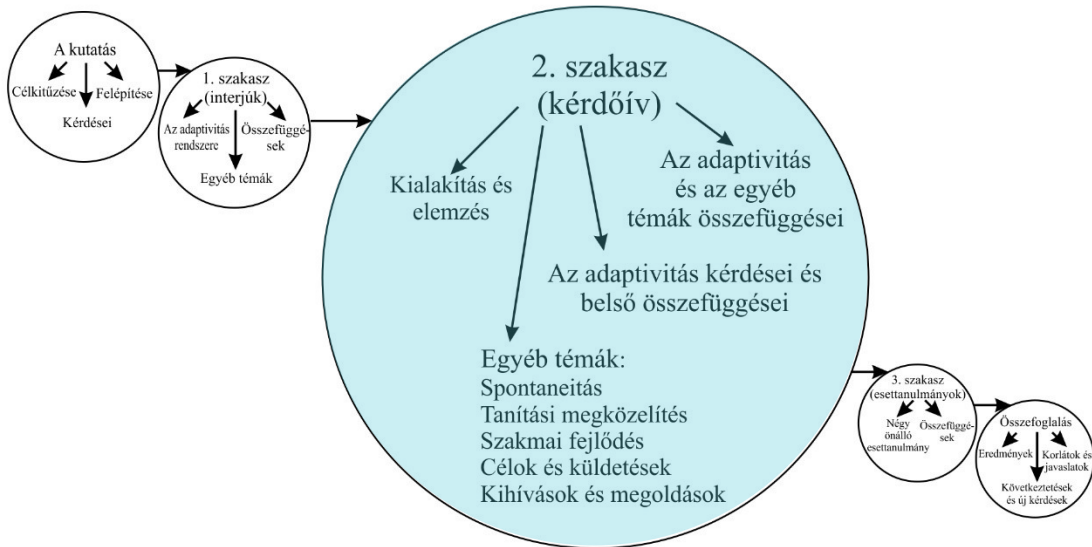 A kutatás
Célkitűzése
Felépítése
Kérdései
1. szakasz
(interjúk)
Az adaptivitás
rendszere
Összefüggé-
sek
Egyéb témák
2. szakasz
(kérdőív)
Kialakítás és
elemzés
Az adaptivitás
és az egyéb
témák összefüggései
Az adaptivitás kérdései és
belső összefüggései
Egyéb témák:
Spontaneitás
Tanítási megközelítés
Szakmai fejlődés
Célok és küldetések
Kihívások és megoldások
3. szakasz
(esettanulmányok)
Négy
önálló
esettanulmány
Összefüggé-
sek
Összefoglalás
Eredmények
Korlátok és
javaslatok
Következtetések
és új kérdések